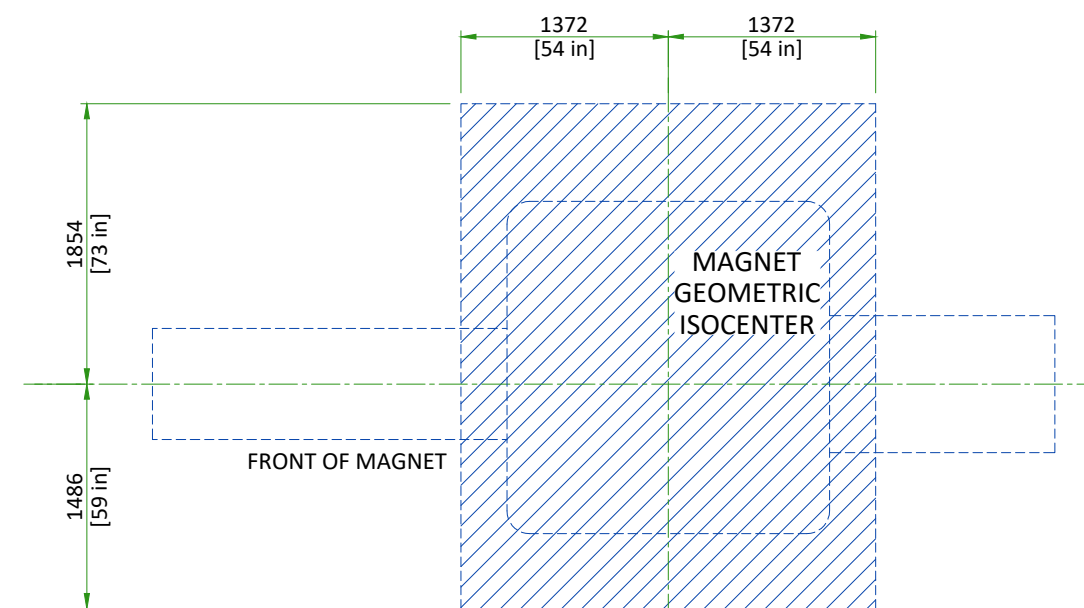 1372
[54 in]
1372
[54 in]
1854
[73 in]
MAGNET
GEOMETRIC
ISOCENTER
FRONT OF MAGNET
1486
[59 in]